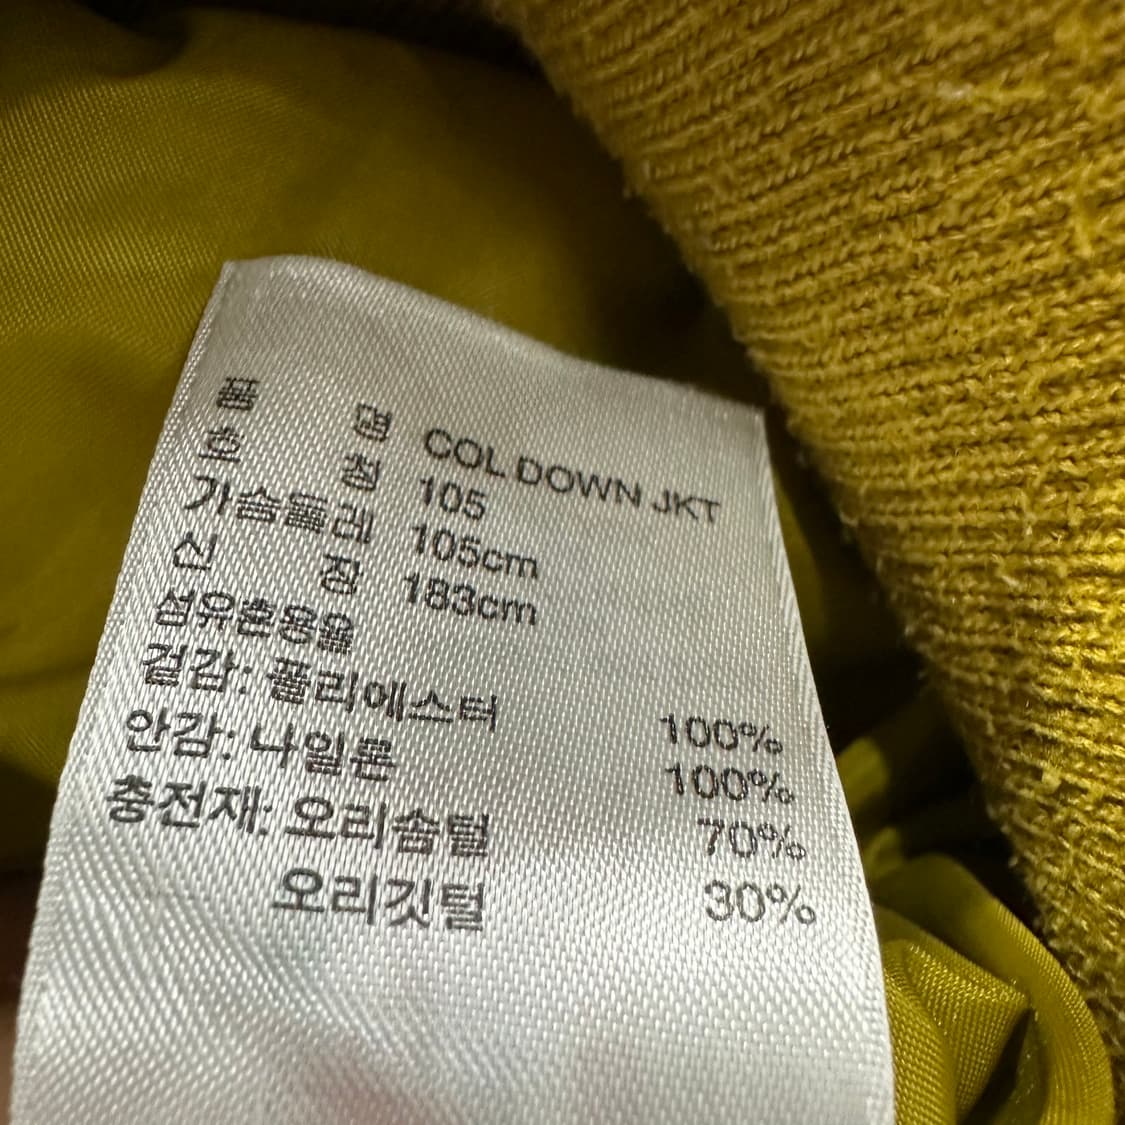 품 명 COL DOWN JKT
호 칭 105
가슴둘레 105cm
신 장 183cm
섬유혼용율
겉감: 폴리에스터 100%
안감: 나일론 100%
충전재: 오리솜털 70%
오리깃털 30%